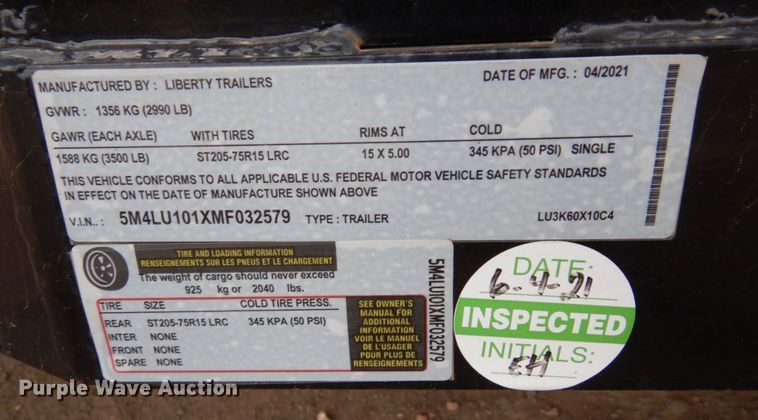 MANUFACTURED BY: LIBERTY TRAILERS DATE OF MFG.: 04/2021
GVWR: 1356 KG (2990 LB)
GAWR (EACH AXLE) WITH TIRES RIMS AT COLD
1588 KG (3500 LB) ST205-75R15 LRC 15 X 5.00 345 KPA (50 PSI) SINGLE
THIS VEHICLE CONFORMS TO ALL APPLICABLE U.S. FEDERAL MOTOR VEHICLE SAFETY STANDARDS
IN EFFECT ON THE DATE OF MANUFACTURE SHOWN ABOVE
V.I.N.: 5M4LU101XMF032579 TYPE: TRAILER LU3K60X10C4
TIRE AND LOADING INFORMATION
RENSEIGNEMENTS SUR LES PNEUS ET LE CHARGEMENT
The weight of cargo should never exceed
925 kg or 2040 lbs.
TIRE SIZE COLD TIRE PRESS.
REAR ST205-75R15 LRC 345 KPA (50 PSI)
INTER NONE
FRONT NONE
SPARE NONE
SEE OWNER'S
MANUAL FOR
ADDITIONAL
INFORMATION
VOIR LE MANUEL
DE L'USAGER
POUR PLUS DE
RENSEIGNEMENTS
5M4LU101XMF032579
DATE:
6-4-21
INSPECTED
INITIALS:
EH
Purple Wave Auction